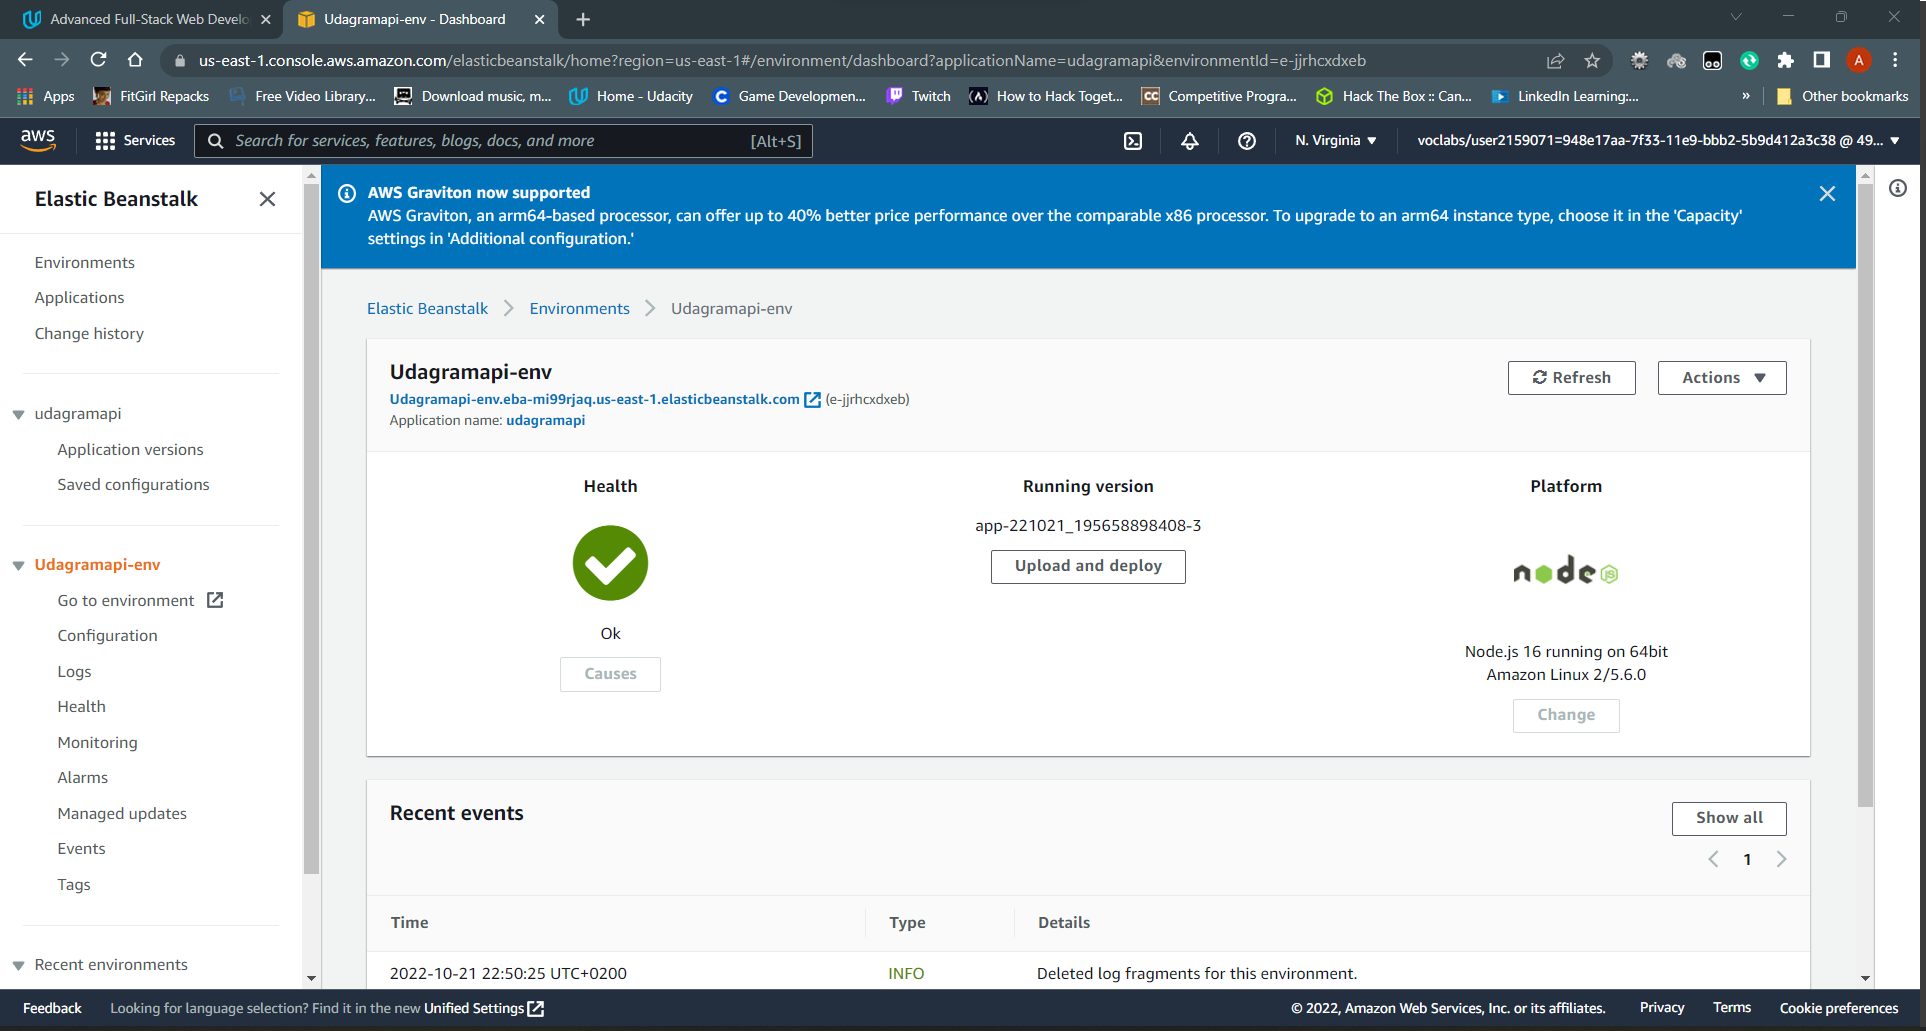 Advanced Full-Stack Web Develo
Udagramapi-env - Dashboard
us-east-1.console.aws.amazon.com/elasticbeanstalk/home?region=us-east-1#/environment/dashboard?applicationName=udagramapi&environmentId=e-jjrhcxdxeb
A
Apps
FitGirl Repacks
Free Video Library...
Download music, m...
Home - Udacity
Game Developmen...
Twitch
How to Hack Toget...
CC
Competitive Progra...
Hack The Box :: Can...
LinkedIn Learning:...
»
Other bookmarks
aws
Services
Search for services, features, blogs, docs, and more
[Alt+S]
N. Virginia
voclabs/user2159071=948e17aa-7f33-11e9-bbb2-5b9d412a3c38 @ 49...
Elastic Beanstalk
Environments
Applications
Change history
udagramapi
Application versions
Saved configurations
Udagramapi-env
Go to environment
Configuration
Logs
Health
Monitoring
Alarms
Managed updates
Events
Tags
Recent environments
AWS Graviton now supported
AWS Graviton, an arm64-based processor, can offer up to 40% better price performance over the comparable x86 processor. To upgrade to an arm64 instance type, choose it in the 'Capacity'
settings in 'Additional configuration.'
Elastic Beanstalk
Environments
Udagramapi-env
Udagramapi-env
Udagramapi-env.eba-mi99rjaq.us-east-1.elasticbeanstalk.com (e-jjrhcxdxeb)
Application name: udagramapi
Refresh
Actions
Health
Ok
Causes
Running version
app-221021_195658898408-3
Upload and deploy
Platform
node JS
Node.js 16 running on 64bit
Amazon Linux 2/5.6.0
Change
Recent events
Show all
1
Time
Type
Details
2022-10-21 22:50:25 UTC+0200
INFO
Deleted log fragments for this environment.
Feedback
Looking for language selection? Find it in the new Unified Settings
© 2022, Amazon Web Services, Inc. or its affiliates.
Privacy
Terms
Cookie preferences